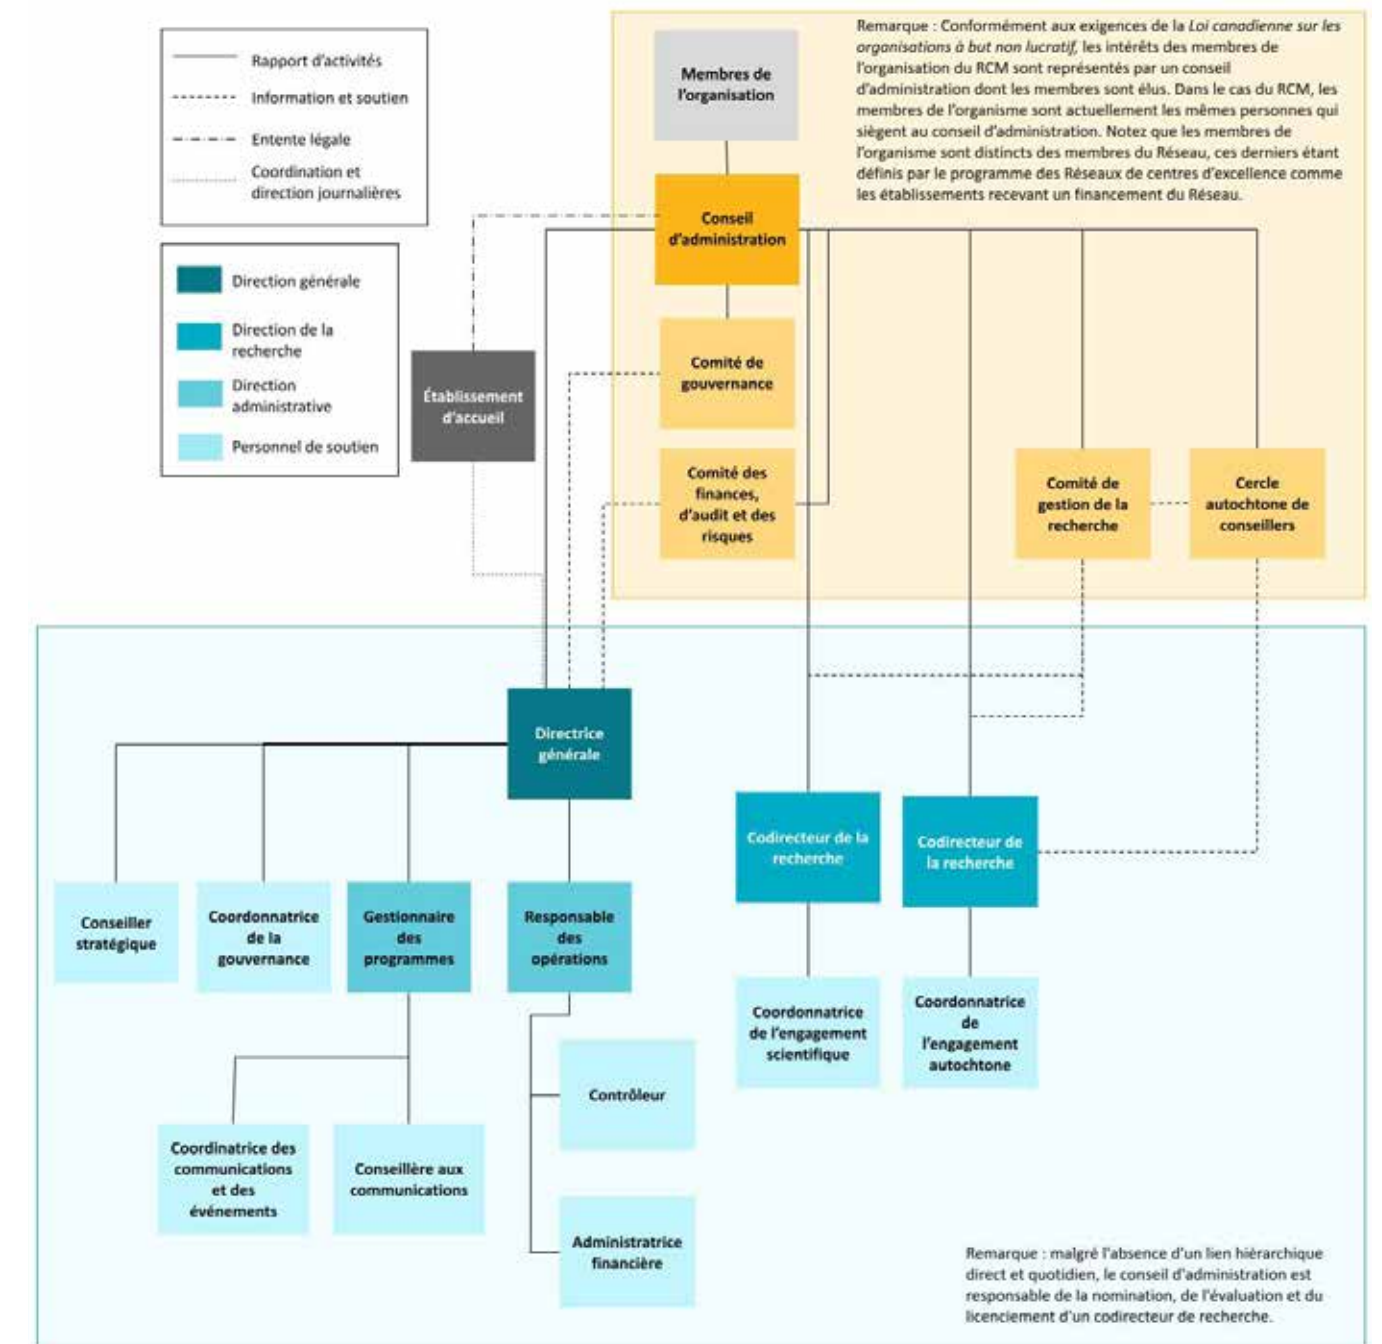 Rapport d'activités
Information et soutien
Entente légale
Coordination et
direction journalières
Direction générale
Direction de la
recherche
Direction
administrative
Personnel de soutien
Membres de
l'organisation
Remarque : Conformément aux exigences de la Loi canadienne sur les
organisations à but non lucratif, les intérêts des membres de
l'organisation du RCM sont représentés par un conseil
d'administration dont les membres sont élus. Dans le cas du RCM, les
membres de l'organisme sont actuellement les mêmes personnes qui
siègent au conseil d'administration. Notez que les membres de
l'organisme sont distincts des membres du Réseau, ces derniers étant
définis par le programme des Réseaux de centres d'excellence comme
les établissements recevant un financement du Réseau.
Conseil
d'administration
Comité de
gouvernance
Établissement
d'accueil
Comité des
finances,
d'audit et des
risques
Comité de
gestion de la
recherche
Cercle
autochtone de
conseillers
Directrice
générale
Codirecteur de la
recherche
Codirecteur de
la recherche
Conseiller
stratégique
Coordonnatrice
de la
gouvernance
Gestionnaire
des
programmes
Responsable
des
opérations
Coordonnatrice
de l'engagement
scientifique
Coordonnatrice
de
l'engagement
autochtone
Contrôleur
Coordinatrice des
communications
et des
événements
Conseillère aux
communications
Administratrice
financière
Remarque : malgré l'absence d'un lien hiérarchique
direct et quotidien, le conseil d'administration est
responsable de la nomination, de l'évaluation et du
licenciement d'un codirecteur de recherche.